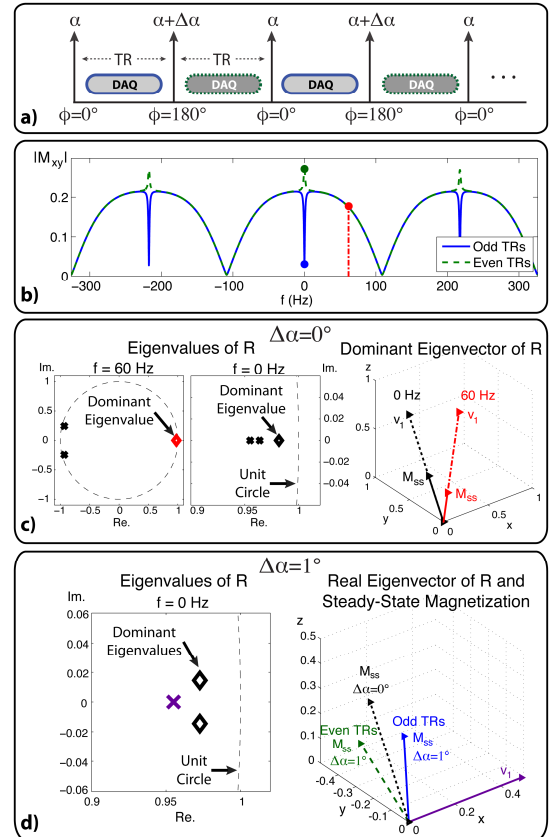 α α+Δα α α+Δα α
TR TR
DAQ DAQ DAQ DAQ • • •
a) ϕ=0° ϕ=180° ϕ=0° ϕ=180° ϕ=0°
|Mxy|
0.2
0.1
0
Odd TRs
Even TRs
−300 −200 −100 0 100 200 300
b) f (Hz)
Δα=0°
Eigenvalues of R
Dominant Eigenvector of R
Im. f = 60 Hz f = 0 Hz Im.
Dominant
Eigenvalue
Dominant
Eigenvalue
Unit
Circle
1
0.5
0
−0.5
−1
−1 −0.5 0 0.5 1
Re.
0.04
0.02
0
−0.02
−0.04
0.9 0.95 1
Re.
z
1
0.5
0
0 Hz
v1
60 Hz
v1
Mss
Mss
1 0.5 0
y
0 0.5 1
x
c)
Δα=1°
Eigenvalues of R
f = 0 Hz
Im.
Real Eigenvector of R and
Steady-State Magnetization
0.06
0.04
0.02
0
−0.02
−0.04
−0.06
Dominant
Eigenvalues
Unit
Circle
0.9 0.95 1
Re.
z
0.5
0.4
0.3
0.2
0.1
0
Mss
Δα=0°
Even TRs
Mss
Δα=1°
Odd TRs
Mss
Δα=1°
v1
−0.4
−0.3
−0.2
−0.1
0
y
0 0.2 0.4
x
d)